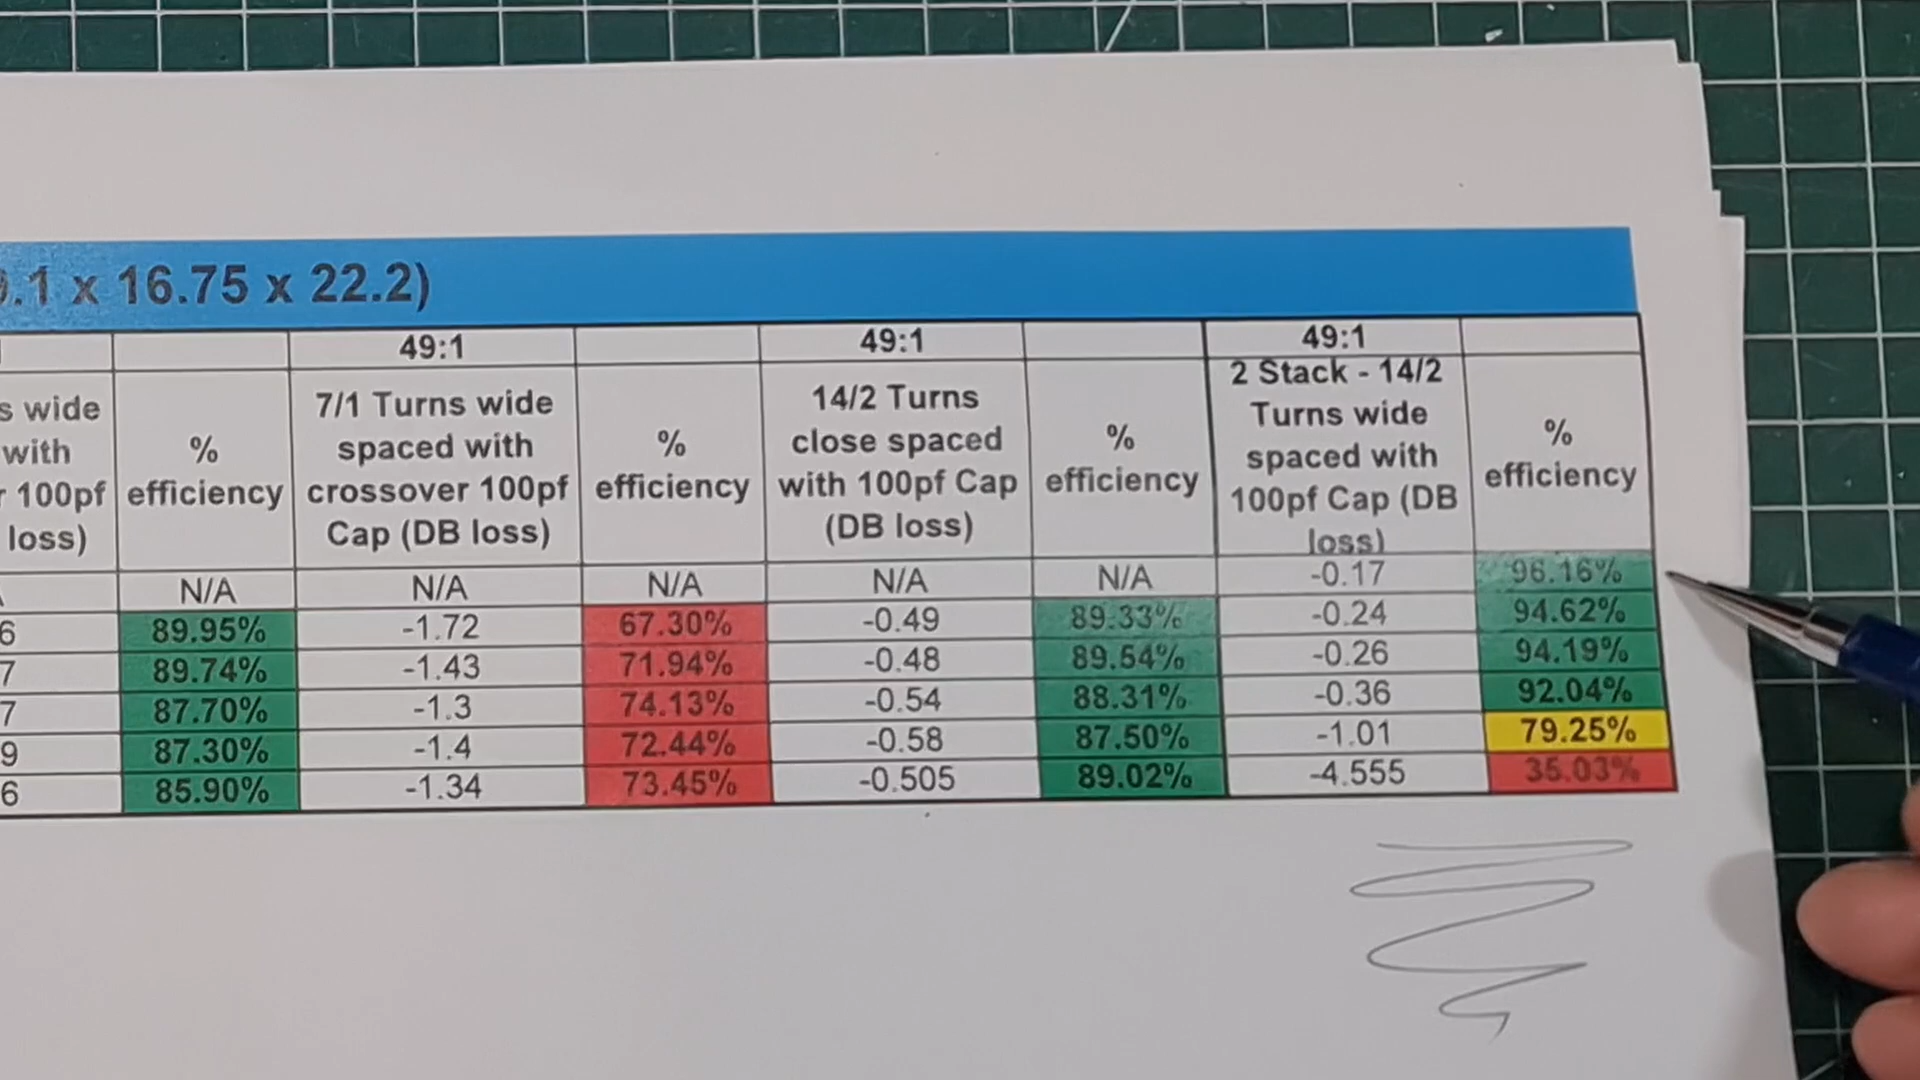 .1 x 16.75 x 22.2)
49:1 49:1 49:1
s wide with 100pf loss) % efficiency 7/1 Turns wide spaced with crossover 100pf Cap (DB loss) % efficiency 14/2 Turns close spaced with 100pf Cap (DB loss) % efficiency 2 Stack - 14/2 Turns wide spaced with 100pf Cap (DB loss) % efficiency
N/A N/A N/A N/A N/A -0.17 96.16%
6 89.95% -1.72 67.30% -0.49 89.33% -0.24 94.62%
7 89.74% -1.43 71.94% -0.48 89.54% -0.26 94.19%
7 87.70% -1.3 74.13% -0.54 88.31% -0.36 92.04%
9 87.30% -1.4 72.44% -0.58 87.50% -1.01 79.25%
6 85.90% -1.34 73.45% -0.505 89.02% -4.555 35.03%